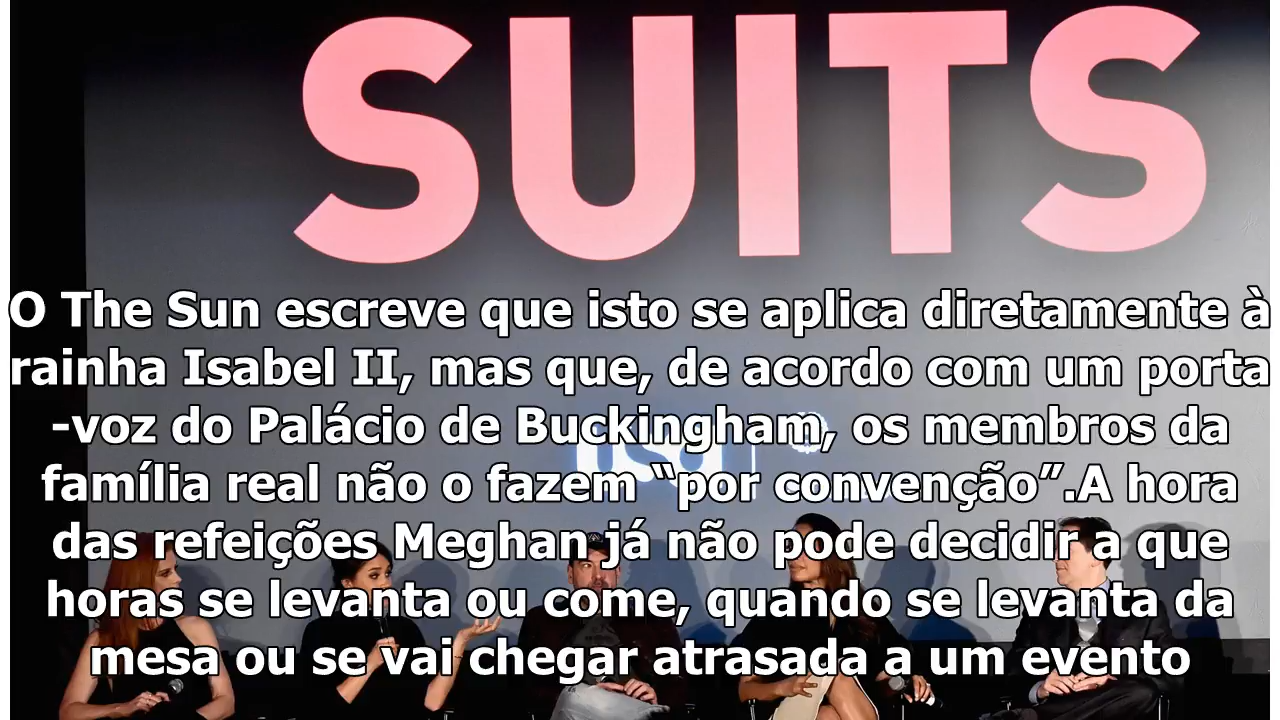 SUITS
O The Sun escreve que isto se aplica diretamente à
rainha Isabel II, mas que, de acordo com um porta
-voz do Palácio de Buckingham, os membros da
família real não o fazem “por convenção”.A hora
das refeições Meghan já não pode decidir a que
horas se levanta ou come, quando se levanta da
mesa ou se vai chegar atrasada a um evento
usa